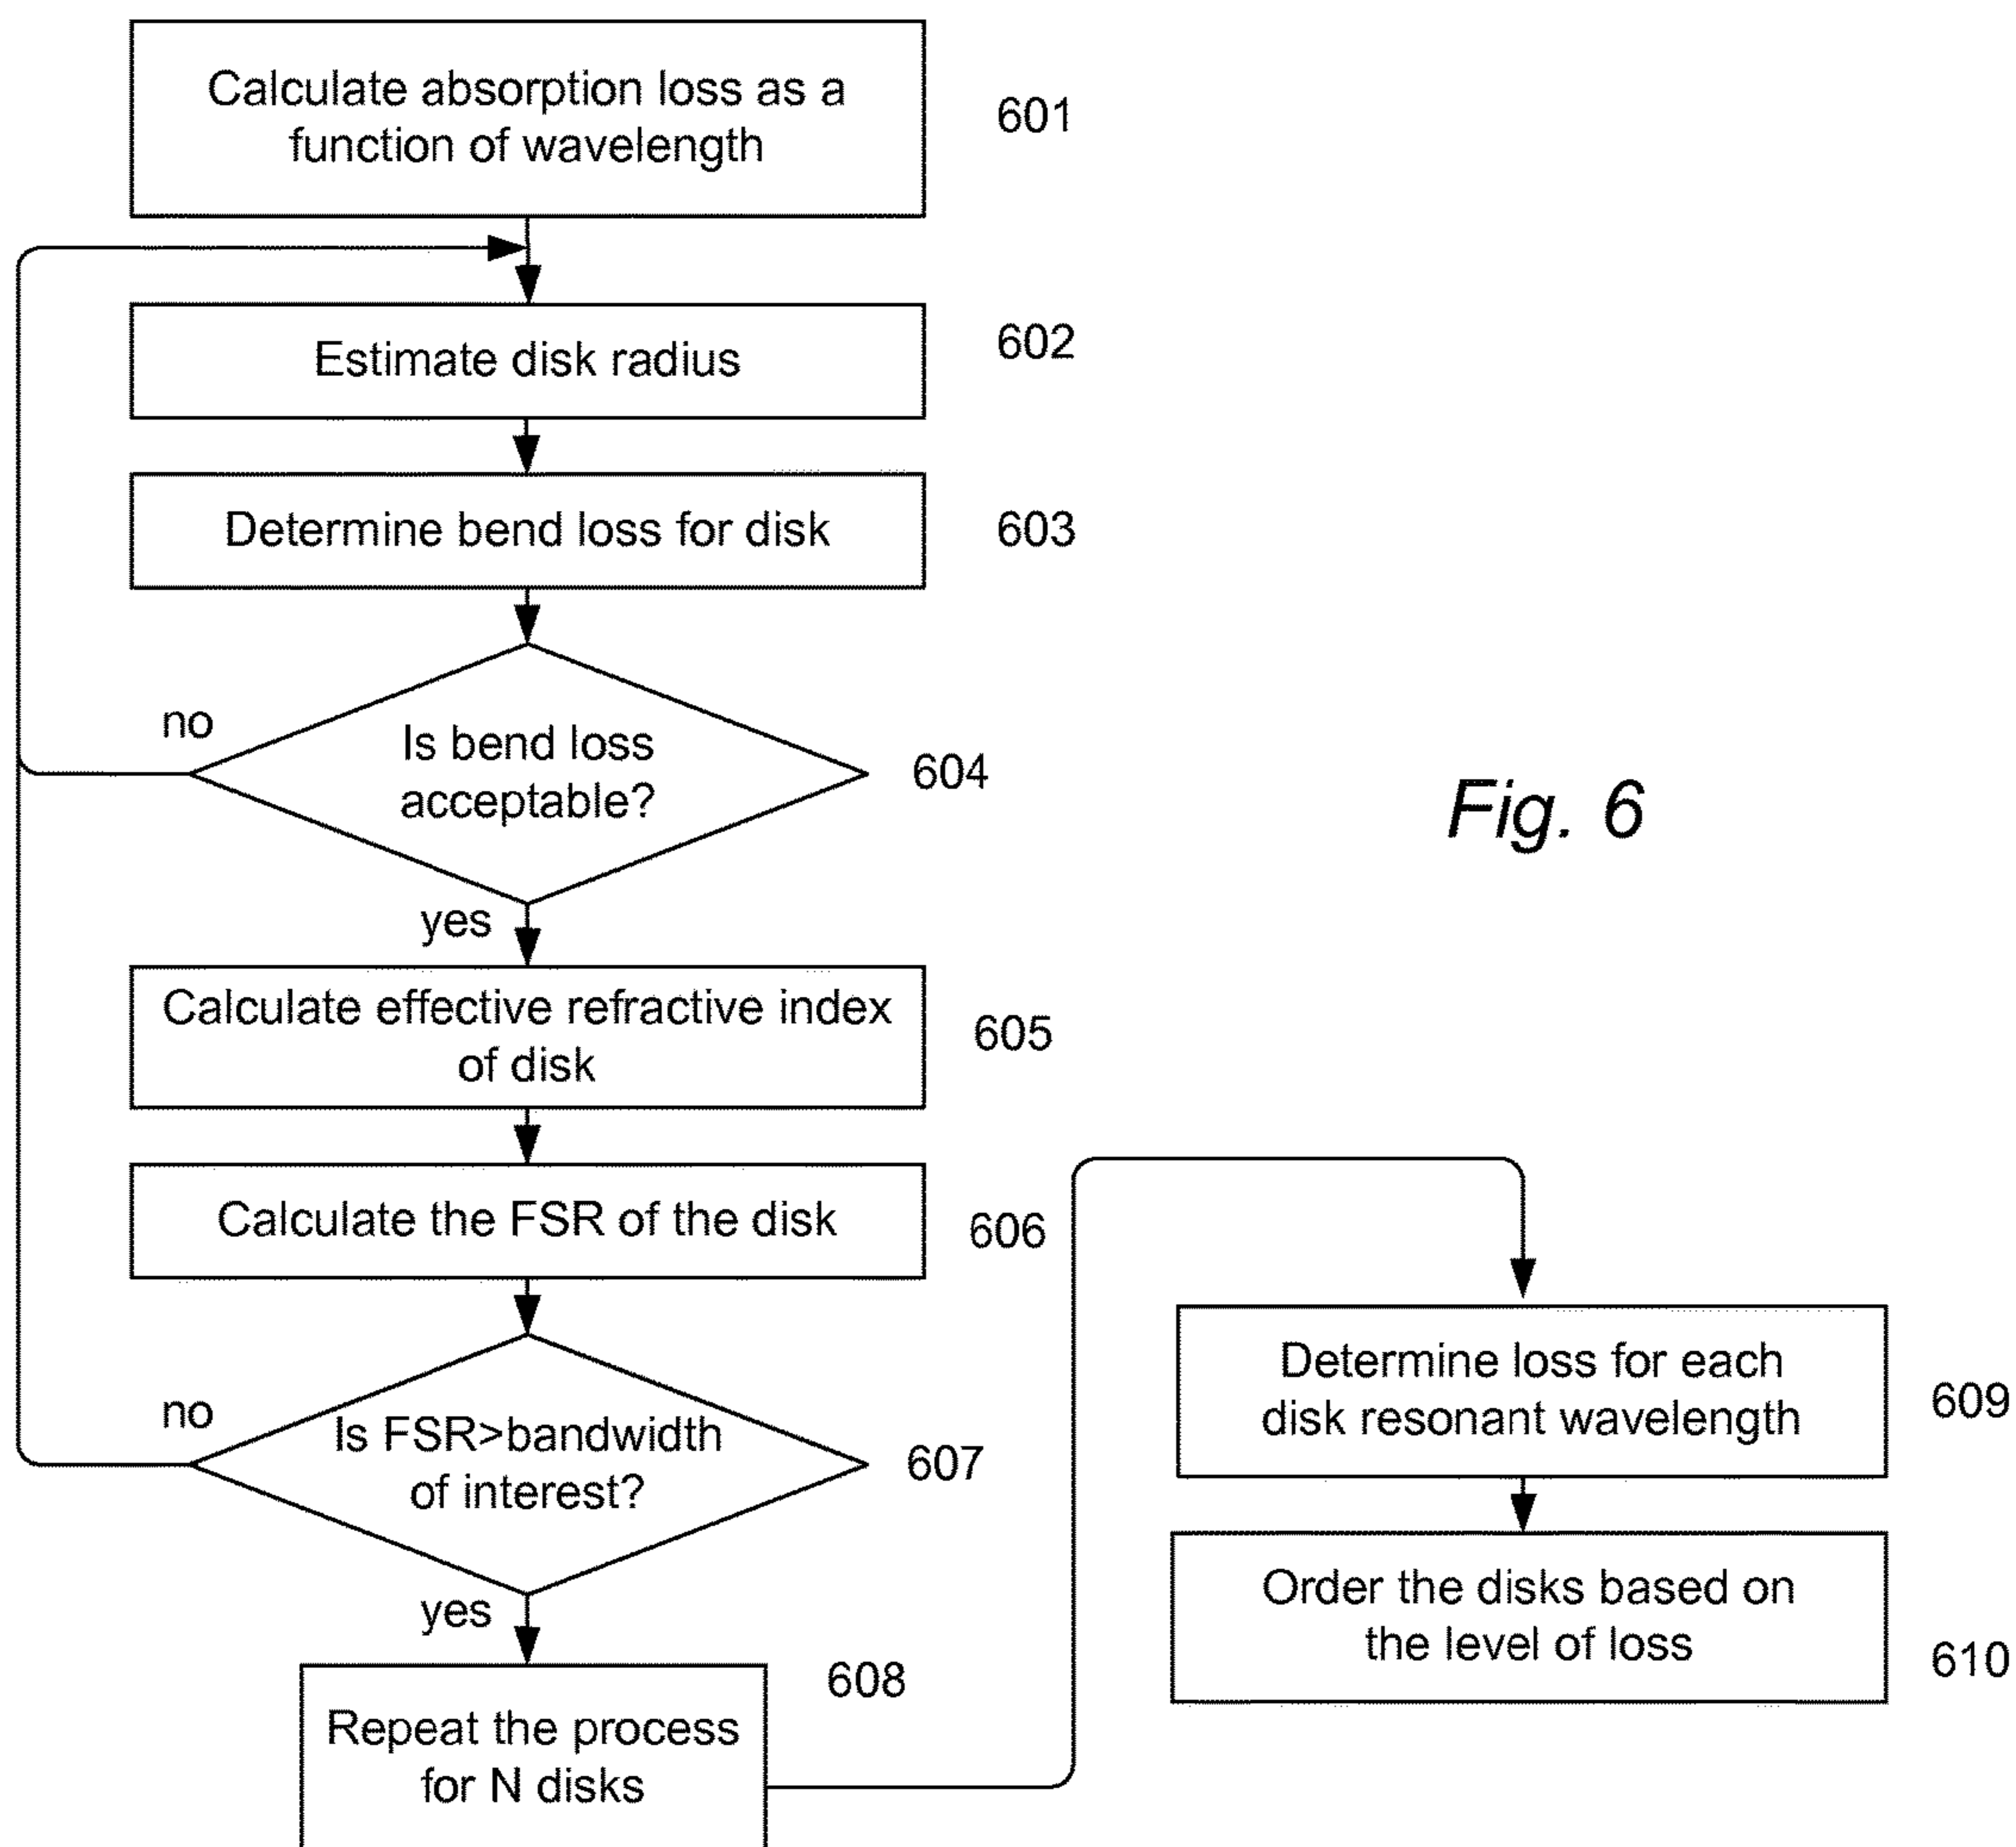 Calculate absorption loss as a
function of wavelength
601
Estimate disk radius
602
Determine bend loss for disk
603
no
Is bend loss
acceptable?
604
yes
Fig. 6
Calculate effective refractive index
of disk
605
Calculate the FSR of the disk
606
no
Is FSR>bandwidth
of interest?
607
yes
608
Repeat the process
for N disks
Determine loss for each
disk resonant wavelength
609
Order the disks based on
the level of loss
610